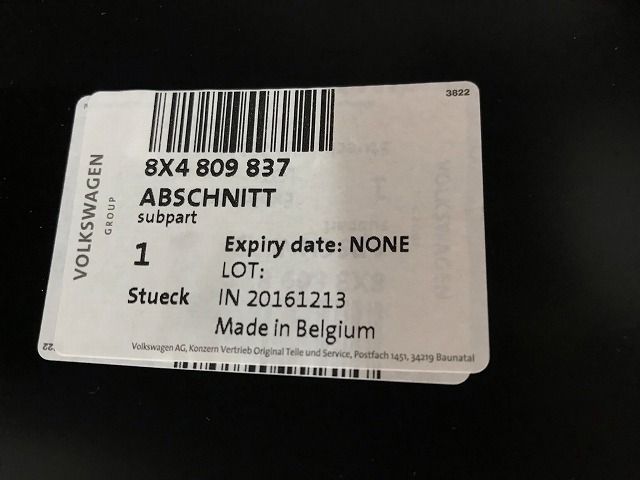 3822
8X4 809 837
ABSCHNITT
subpart
VOLKSWAGEN
GROUP
1
Expiry date: NONE
LOT:
Stueck
IN 20161213
Made in Belgium
Volkswagen AG, Konzern Vertrieb Original Teile und Service, Postfach 1451, 34219 Baunatal
22